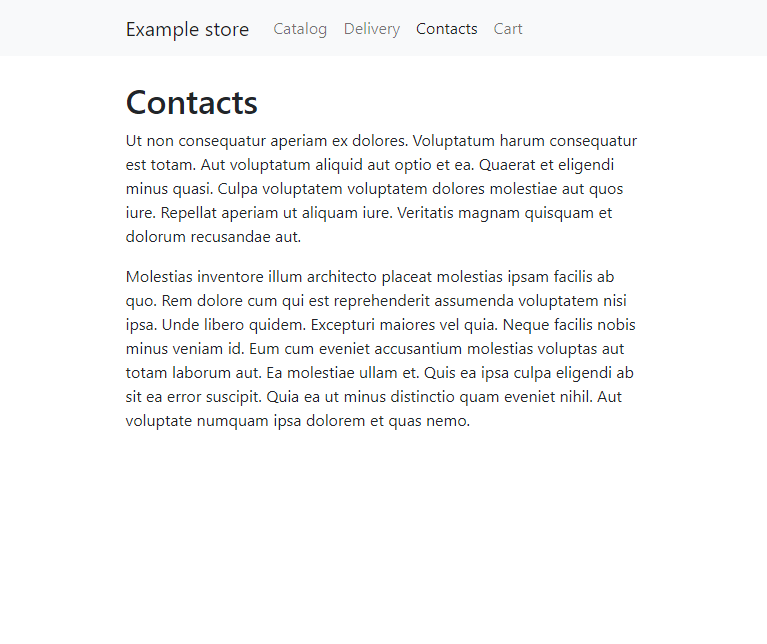 Example store Catalog Delivery Contacts Cart
Contacts
Ut non consequatur aperiam ex dolores. Voluptatum harum consequatur
est totam. Aut voluptatum aliquid aut optio et ea. Quaerat et eligendi
minus quasi. Culpa voluptatem voluptatem dolores molestiae aut quos
iure. Repellat aperiam ut aliquam iure. Veritatis magnam quisquam et
dolorum recusandae aut.
Molestias inventore illum architecto placeat molestias ipsam facilis ab
quo. Rem dolore cum qui est reprehenderit assumenda voluptatem nisi
ipsa. Unde libero quidem. Excepturi maiores vel quia. Neque facilis nobis
minus veniam id. Eum cum eveniet accusantium molestias voluptas aut
totam laborum aut. Ea molestiae ullam et. Quis ea ipsa culpa eligendi ab
sit ea error suscipit. Quia ea ut minus distinctio quam eveniet nihil. Aut
voluptate numquam ipsa dolorem et quas nemo.